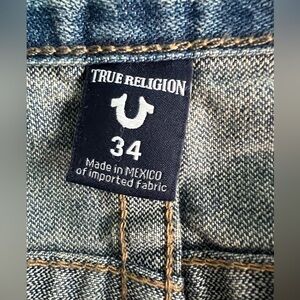 TRUE RELIGION
34
Made in MEXICO
of imported fabric